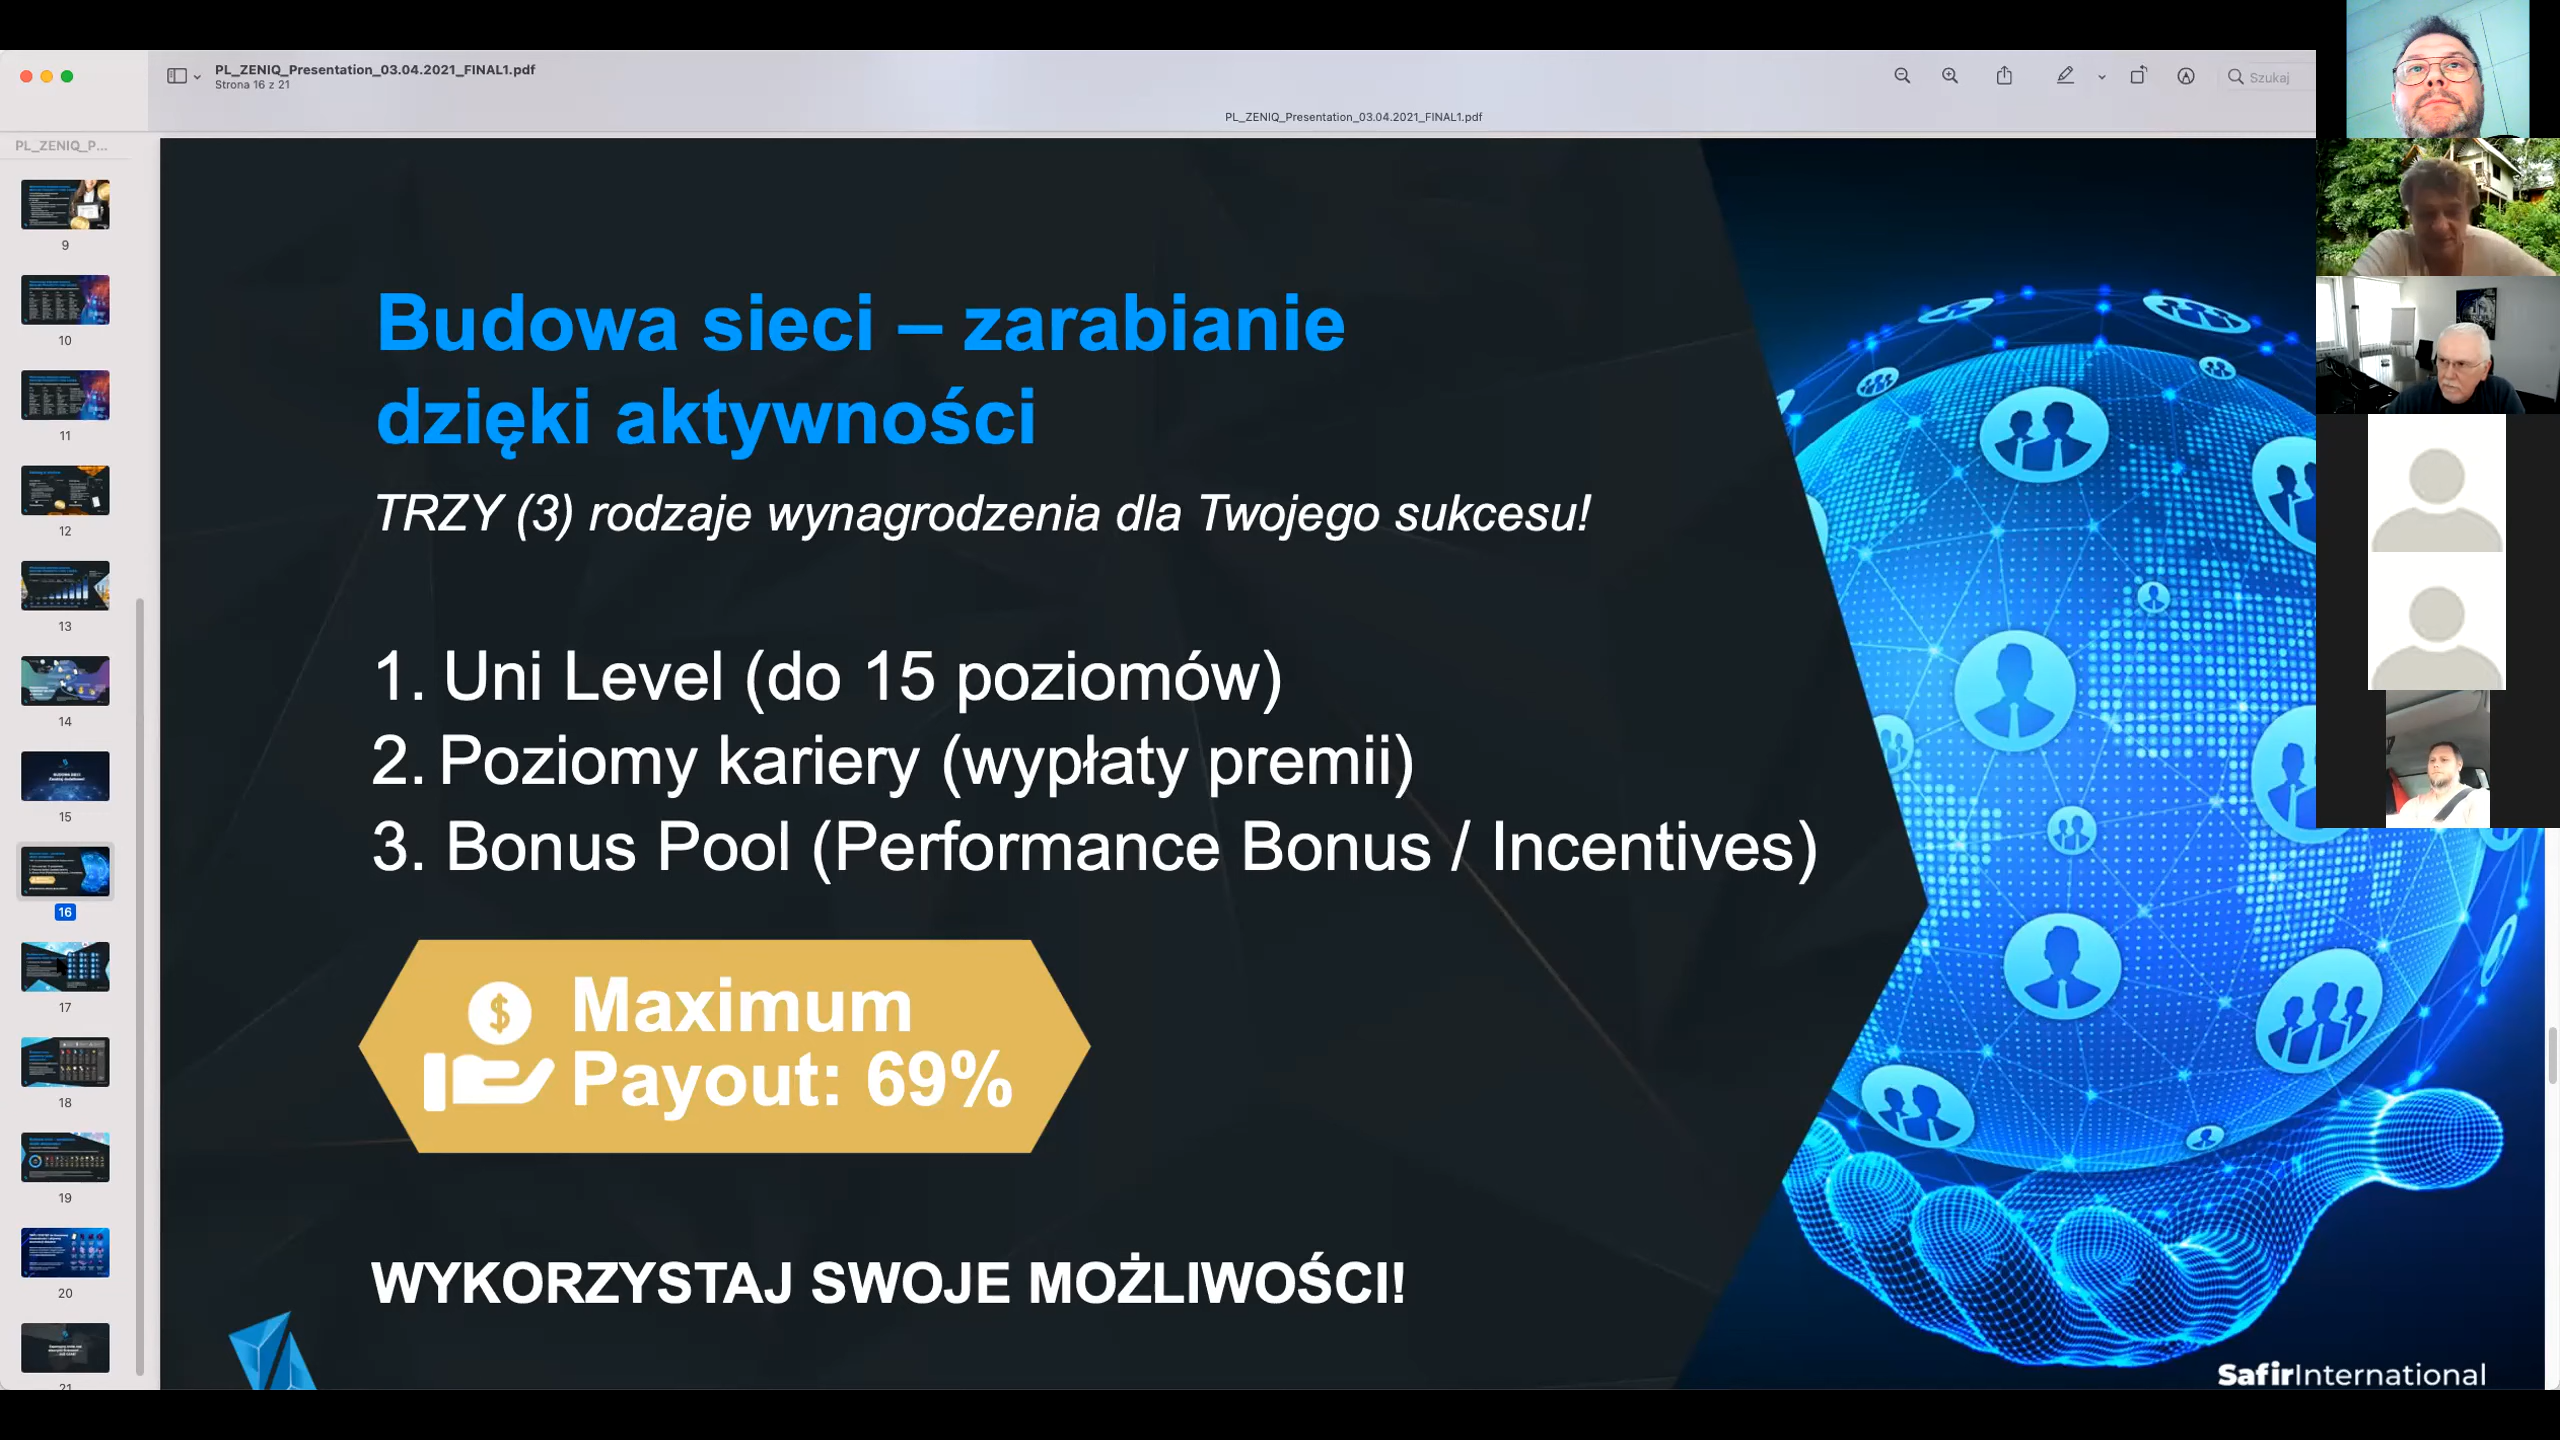 PL_ZENIQ_Presentation_03.04.2021_FINAL1.pdf
Strona 16 z 21
Szukaj
PL_ZENIQ_Presentation_03.04.2021_FINAL1.pdf
PL_ZENIQ_P...
9
10
11
12
13
14
15
16
17
18
19
20
21
Budowa sieci – zarabianie
dzięki aktywności
TRZY (3) rodzaje wynagrodzenia dla Twojego sukcesu!
1. Uni Level (do 15 poziomów)
2. Poziomy kariery (wypłaty premii)
3. Bonus Pool (Performance Bonus / Incentives)
Maximum
Payout: 69%
WYKORZYSTAJ SWOJE MOŻLIWOŚCI!
SafirInternational